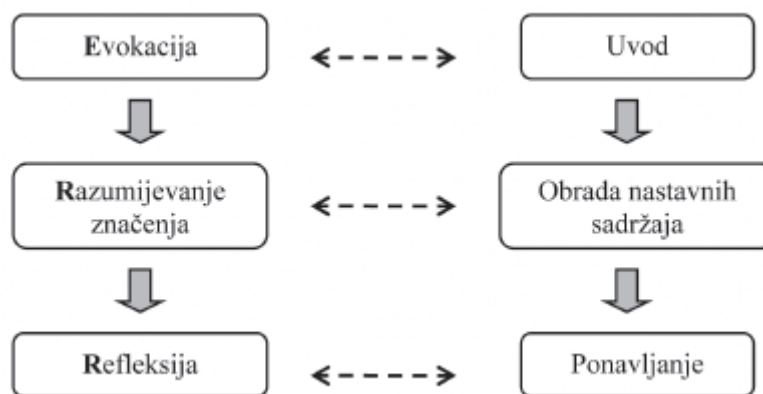 Evokacija
Uvod
Razumijevanje
značenja
Obrada nastavnih
sadržaja
Refleksija
Ponavljanje